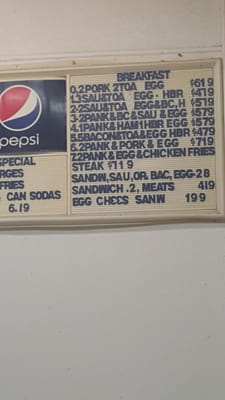 BREAKFAST
0.2PORK 2TOA EGG $619
1.3SAU&TOA EGG·HBR $419
2-2SAU&TOA EGG&BC,H $519
3-2PANK&BC&SAU&EGG $579
4.1PANK&HAM1HBR EGG $579
5.5BACON&TOA&EGG HBR $479
6.2PANK&PORK&EGG $719
7.2PANK&EGG&CHICKEN FRIES
STEAK $119
SANDW,SAU,OR, BAC, EGG-28
SANDWICH .2, MEATS 419
EGG CHEES SANW 199
pepsi
SPECIAL
RGES
FRIES
CAN SODAS
6.19